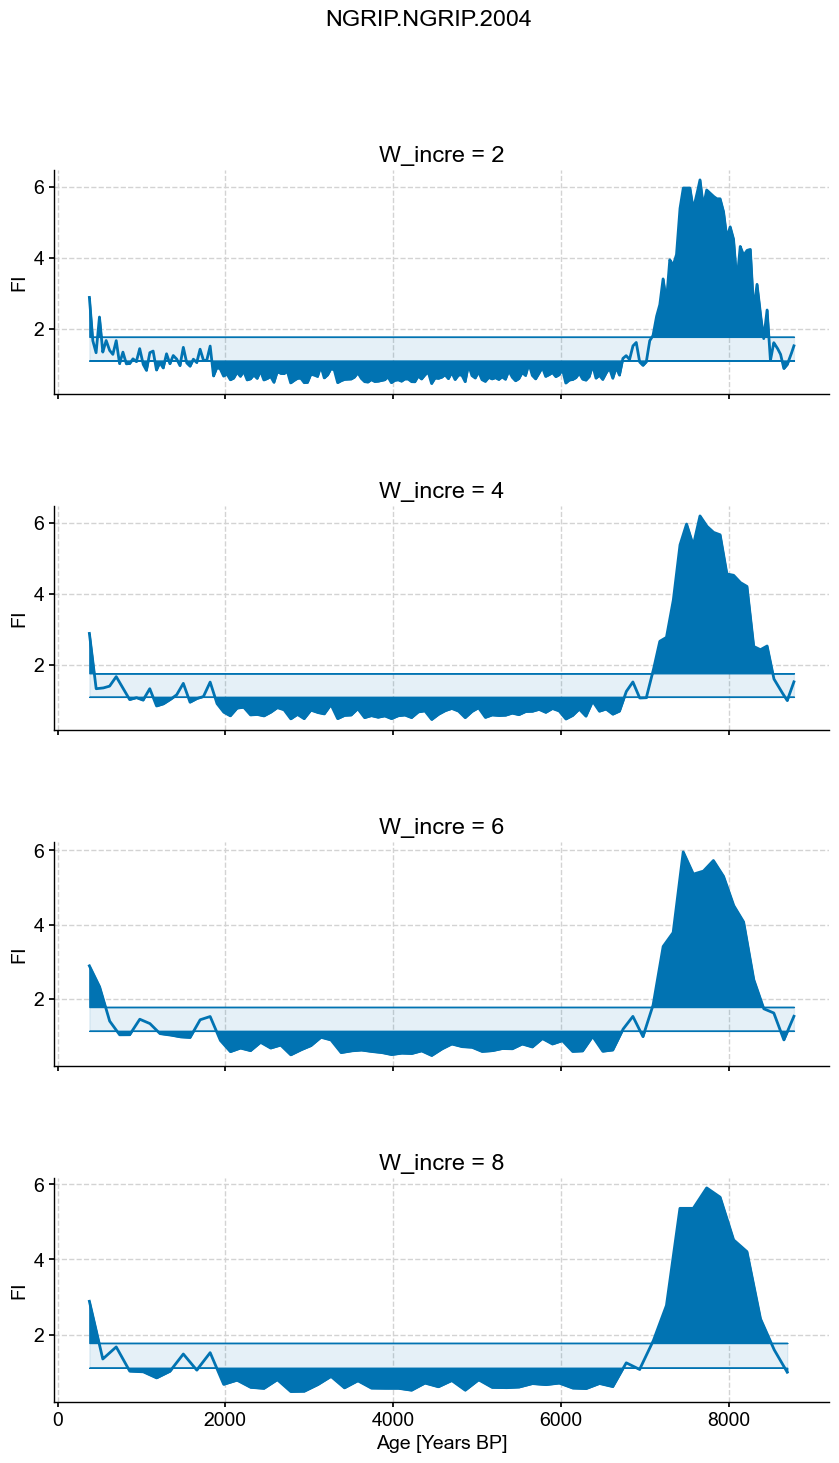 NGRIP.NGRIP.2004
W_incre = 2
6
4
2
FI
W_incre = 4
6
4
2
FI
W_incre = 6
6
4
2
FI
W_incre = 8
6
4
2
FI
0 2000 4000 6000 8000
Age [Years BP]